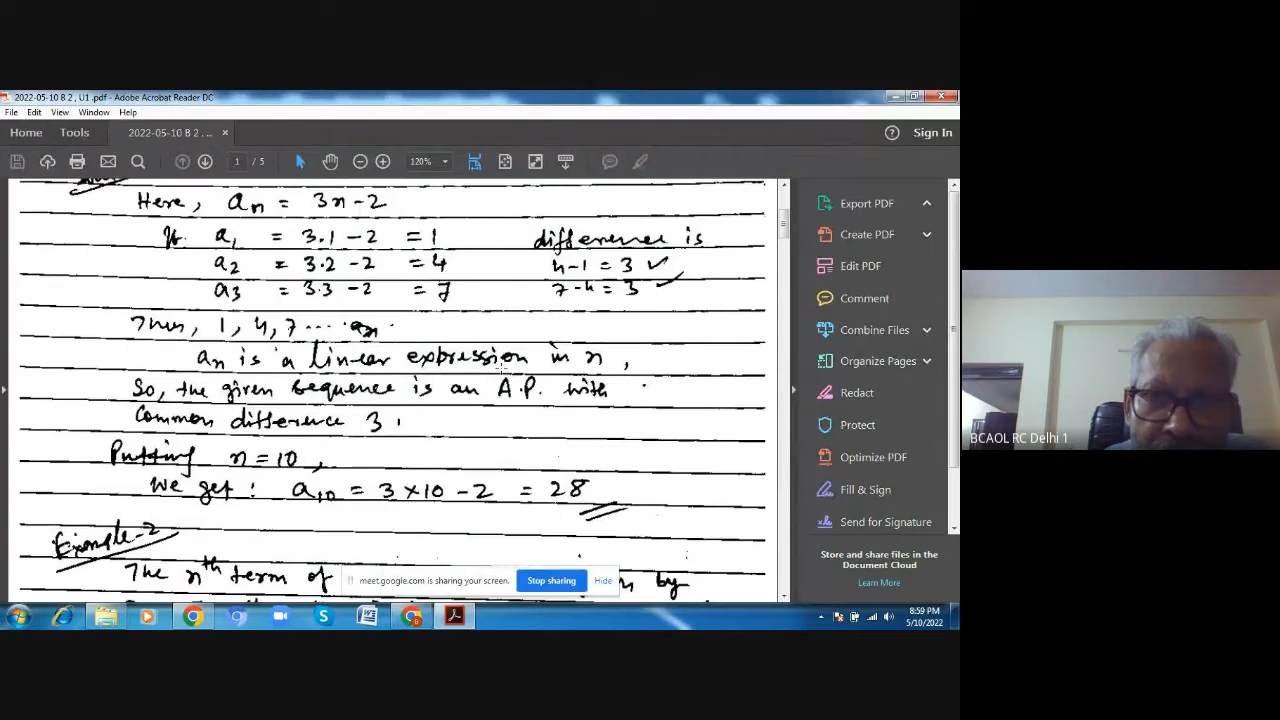 2022-05-10 B 2 , U1 .pdf - Adobe Acrobat Reader DC
File Edit View Window Help
Home Tools 2022-05-10 B 2 , ... × Sign In
1 / 5 120%
Here, an = 3n-2
If a1 = 3.1-2 = 1 difference is
a2 = 3.2-2 = 4 4-1 = 3 ✓
a3 = 3.3-2 = 7 7-4 = 3 ✓
Thus, 1, 4, 7 .... an.
an is a linear expression in n,
So, the given sequence is an A.P. with
Common difference 3.
Putting n = 10,
We get: a10 = 3×10-2 = 28
Example-2
The nth term of
by
Export PDF
Create PDF
Edit PDF
Comment
Combine Files
Organize Pages
Redact
Protect
Optimize PDF
Fill & Sign
Send for Signature
Store and share files in the
Document Cloud
Learn More
meet.google.com is sharing your screen. Stop sharing Hide
8:59 PM
5/10/2022
BCAOL RC Delhi 1